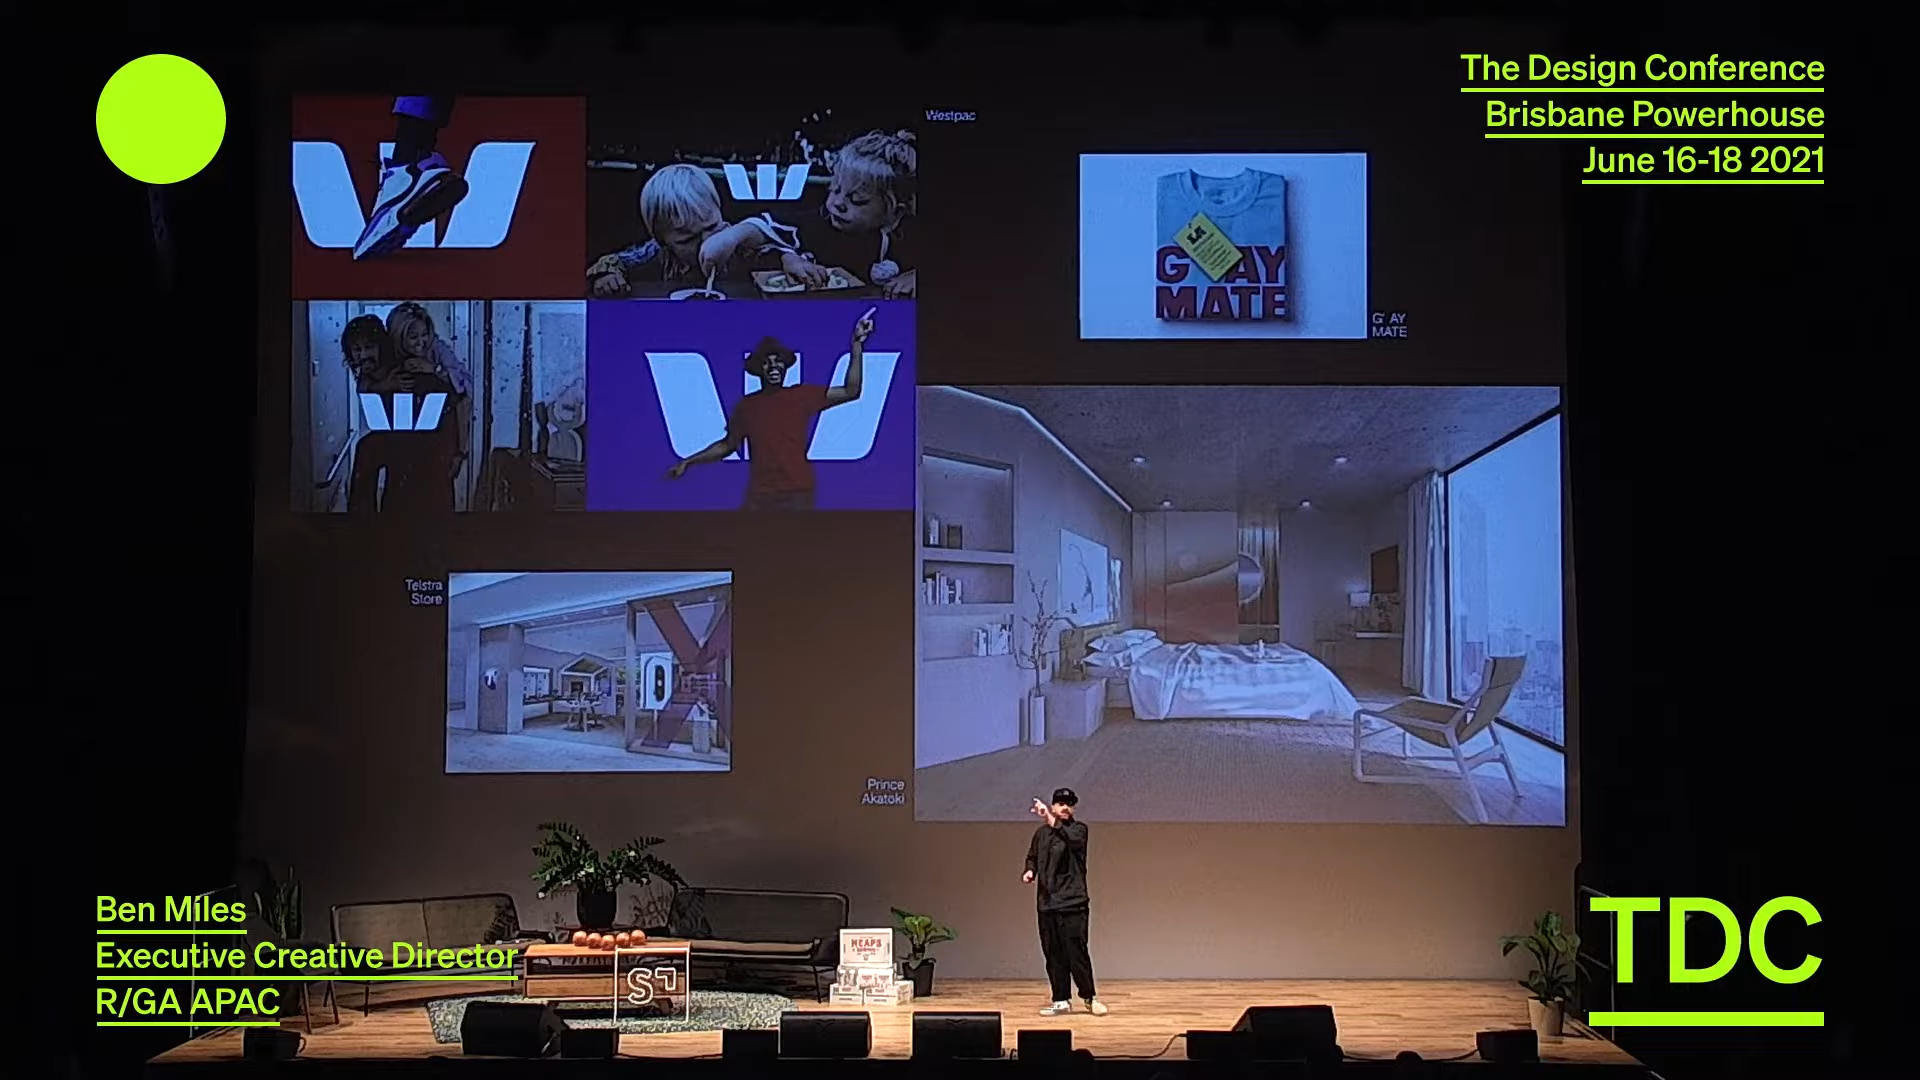 The Design Conference
Brisbane Powerhouse
June 16-18 2021
Westpac
G AY
MATE
G' AY
MATE
Telstra
Store
Prince
Akatoki
MCAPS
Ben Miles
Executive Creative Director
R/GA APAC
TDC